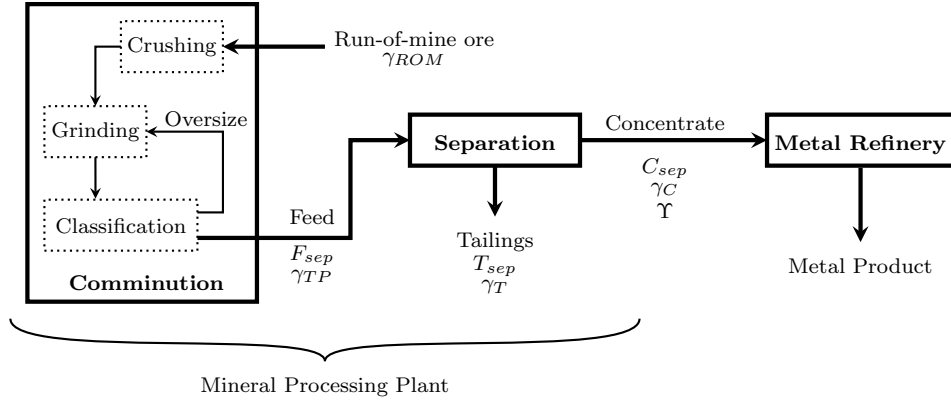 Crushing
Run-of-mine ore
γ_ROM
Grinding
Oversize
Classification
Comminution
Feed
F_sep
γ_TP
Separation
Tailings
T_sep
γ_T
Concentrate
C_sep
γ_C
Υ
Metal Refinery
Metal Product
Mineral Processing Plant